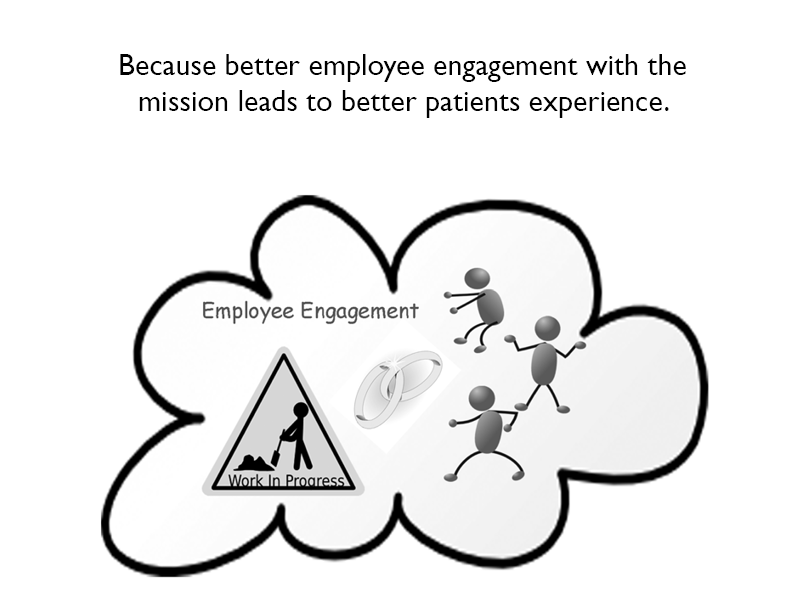 Because better employee engagement with the
mission leads to better patients experience.
Employee Engagement
Work In Progress